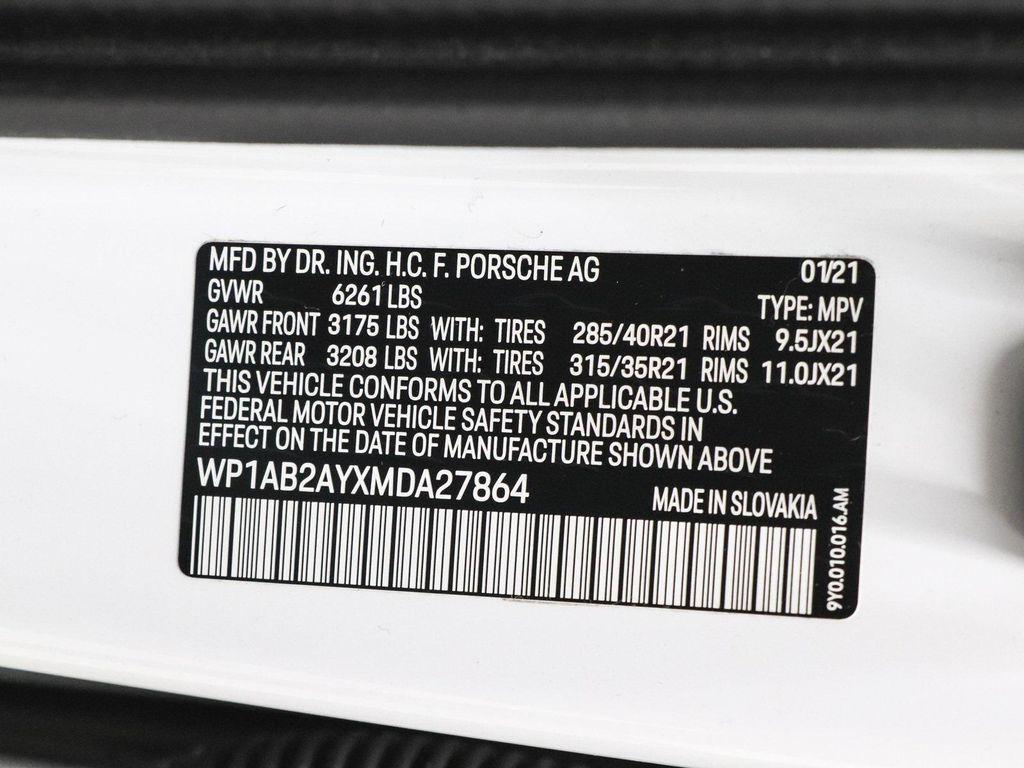 MFD BY DR. ING. H.C. F. PORSCHE AG 01/21
GVWR 6261 LBS TYPE: MPV
GAWR FRONT 3175 LBS WITH: TIRES 285/40R21 RIMS 9.5JX21
GAWR REAR 3208 LBS WITH: TIRES 315/35R21 RIMS 11.0JX21
THIS VEHICLE CONFORMS TO ALL APPLICABLE U.S.
FEDERAL MOTOR VEHICLE SAFETY STANDARDS IN
EFFECT ON THE DATE OF MANUFACTURE SHOWN ABOVE
WP1AB2AYXMDA27864 MADE IN SLOVAKIA
9Y0.010.016.AM